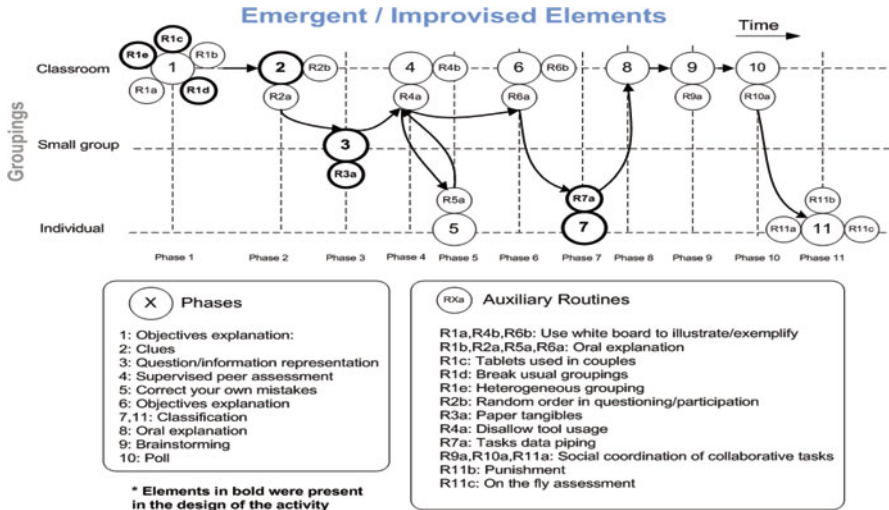 Emergent / Improvised Elements
Time
Groupings
Classroom
Small group
Individual
R1c
R1e
R1b
1
R1a
R1d
2
R2b
R2a
3
R3a
4
R4b
R4a
R5a
5
6
R6b
R6a
R7a
7
8
9
R9a
10
R10a
R11b
R11a
11
R11c
Phase 1
Phase 2
Phase 3
Phase 4
Phase 5
Phase 6
Phase 7
Phase 8
Phase 9
Phase 10
Phase 11
X Phases
1: Objectives explanation:
2: Clues
3: Question/information representation
4: Supervised peer assessment
5: Correct your own mistakes
6: Objectives explanation
7,11: Classification
8: Oral explanation
9: Brainstorming
10: Poll
* Elements in bold were present
in the design of the activity
RXa Auxiliary Routines
R1a,R4b,R6b: Use white board to illustrate/exemplify
R1b,R2a,R5a,R6a: Oral explanation
R1c: Tablets used in couples
R1d: Break usual groupings
R1e: Heterogeneous grouping
R2b: Random order in questioning/participation
R3a: Paper tangibles
R4a: Disallow tool usage
R7a: Tasks data piping
R9a,R10a,R11a: Social coordination of collaborative tasks
R11b: Punishment
R11c: On the fly assessment